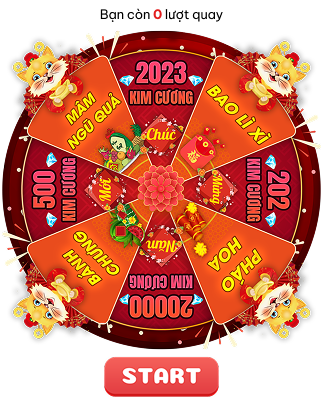 Bạn còn 0 lượt quay
2023
KIM CƯƠNG
BAO LÌ XÌ
202
KIM CƯƠNG
PHÁO
HOA
20000
KIM CƯƠNG
BÁNH
CHƯNG
500
KIM CƯƠNG
MÂM
NGŨ QUẢ
Chúc
Mừng
Năm
Mới
START